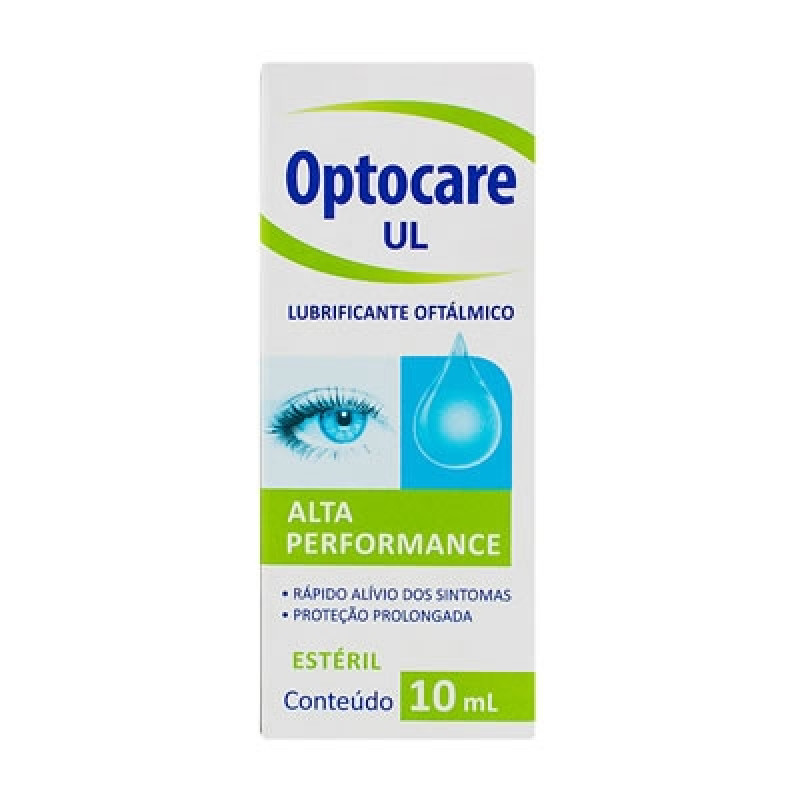 Optocare
UL
LUBRIFICANTE OFTÁLMICO
ALTA
PERFORMANCE
• RÁPIDO ALÍVIO DOS SINTOMAS
• PROTEÇÃO PROLONGADA
ESTÉRIL
Conteúdo 10 mL